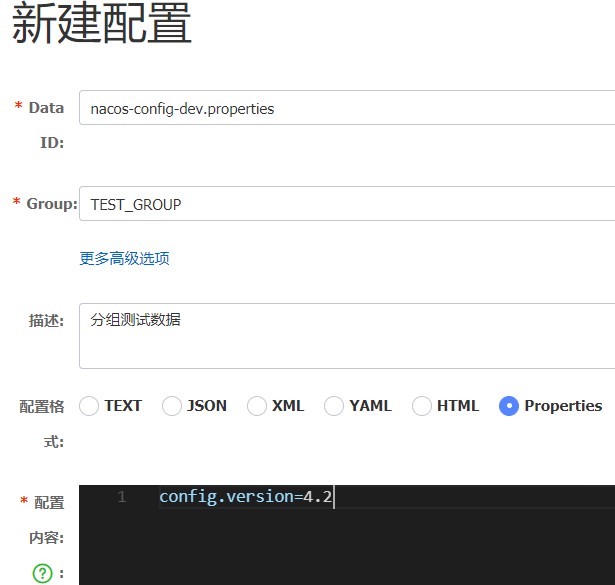 新建配置
* Data ID:
nacos-config-dev.properties
* Group:
TEST_GROUP
更多高级选项
描述:
分组测试数据
配置格式:
TEXT JSON XML YAML HTML Properties
* 配置内容:
? :
1 config.version=4.2